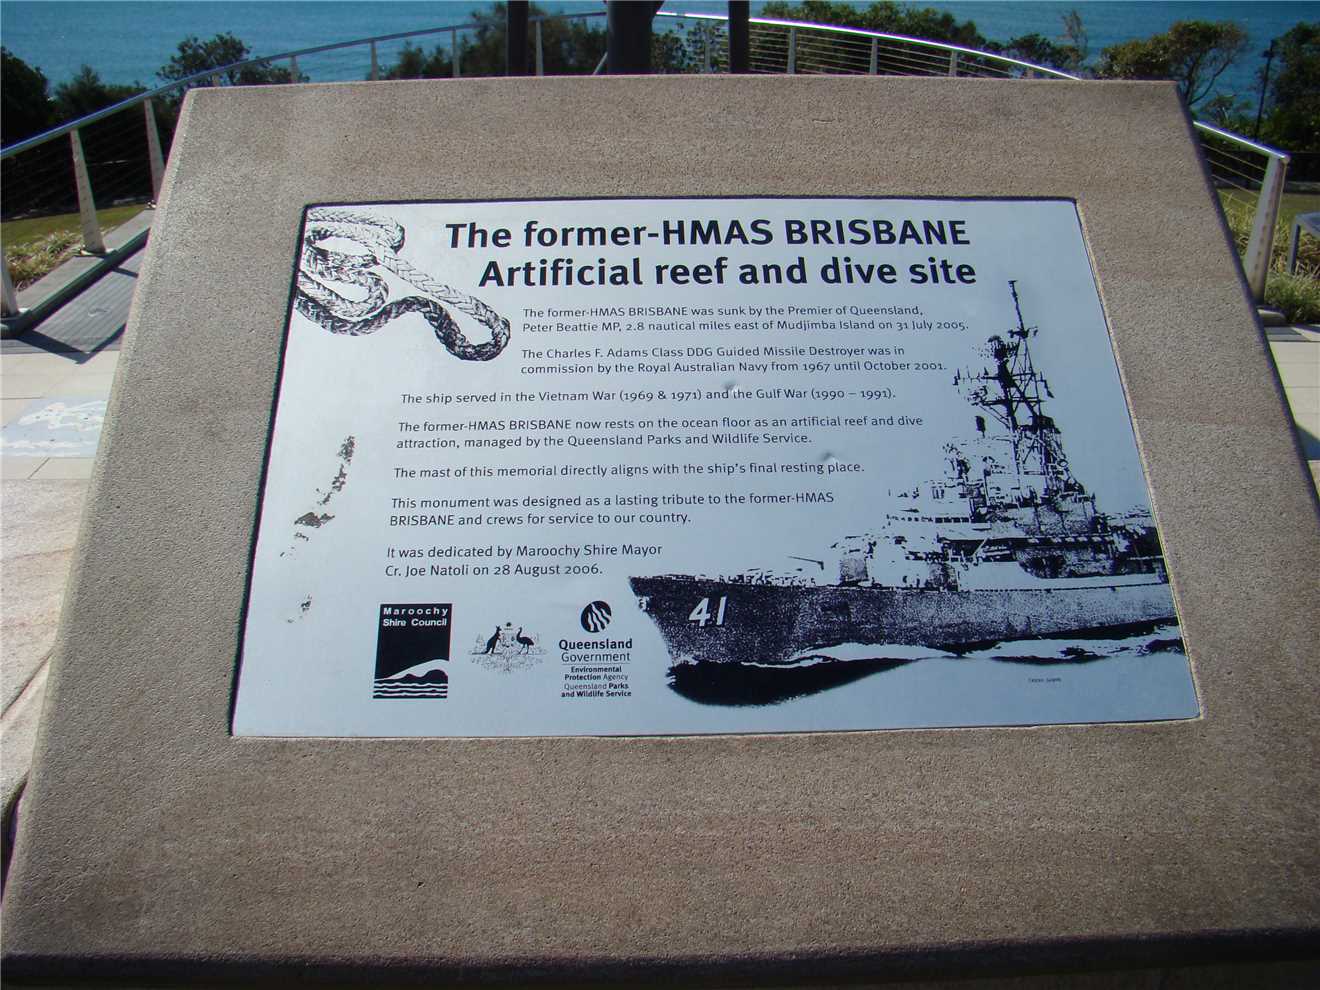 The former-HMAS BRISBANE
Artificial reef and dive site
The former-HMAS BRISBANE was sunk by the Premier of Queensland,
Peter Beattie MP, 2.8 nautical miles east of Mudjimba Island on 31 July 2005.
The Charles F. Adams Class DDG Guided Missile Destroyer was in
commission by the Royal Australian Navy from 1967 until October 2001.
The ship served in the Vietnam War (1969 & 1971) and the Gulf War (1990 – 1991).
The former-HMAS BRISBANE now rests on the ocean floor as an artificial reef and dive
attraction, managed by the Queensland Parks and Wildlife Service.
The mast of this memorial directly aligns with the ship's final resting place.
This monument was designed as a lasting tribute to the former-HMAS
BRISBANE and crews for service to our country.
It was dedicated by Maroochy Shire Mayor
Cr. Joe Natoli on 28 August 2006.
41
Maroochy
Shire Council
Queensland
Government
Environmental
Protection Agency
Queensland Parks
and Wildlife Service